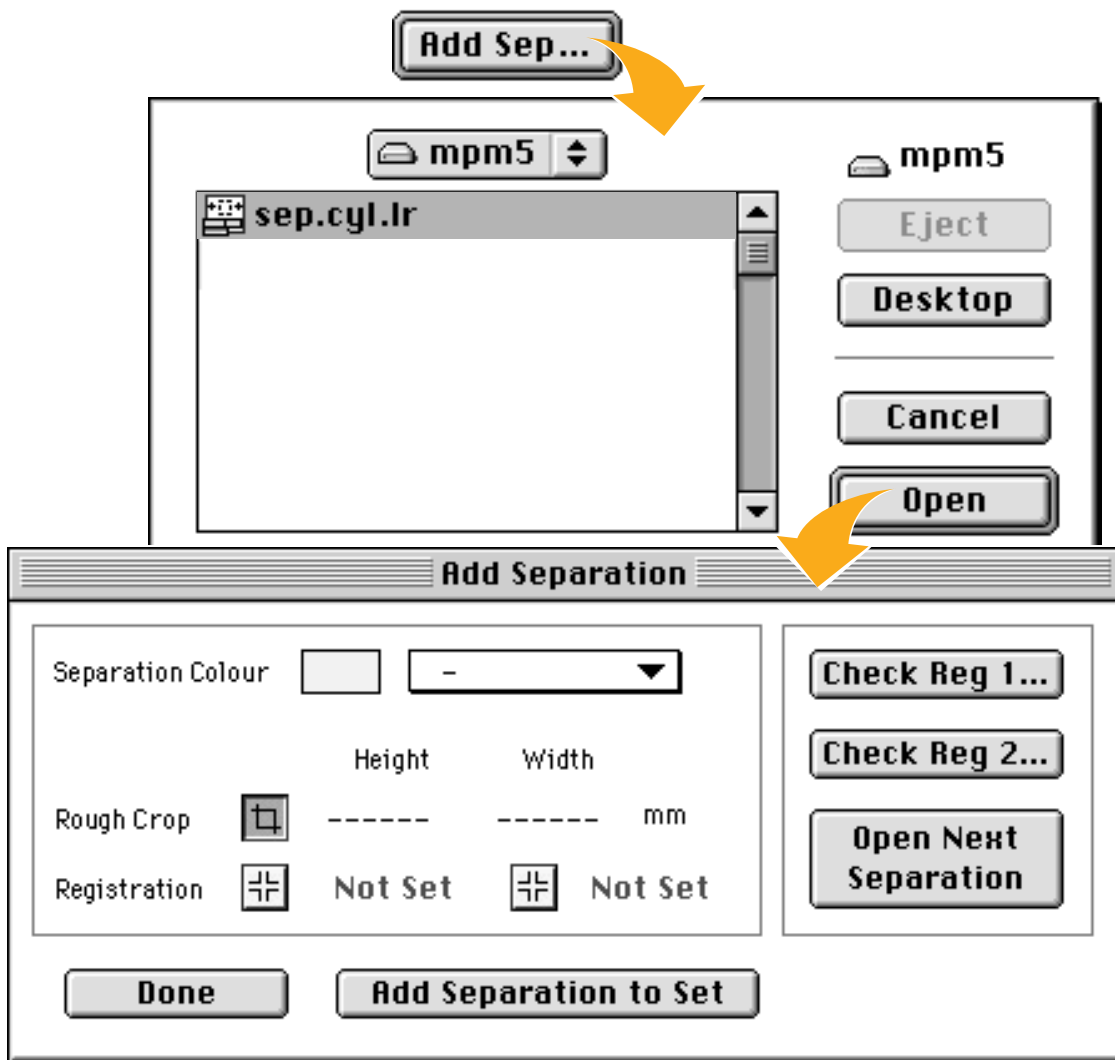 Add Sep...
mpm5
mpm5
sep.cyl.lr
Eject
Desktop
Cancel
Open
Add Separation
Separation Colour
-
Check Reg 1...
Height Width
Check Reg 2...
Rough Crop ------ ------ mm
Open Next
Separation
Registration Not Set Not Set
Done
Add Separation to Set